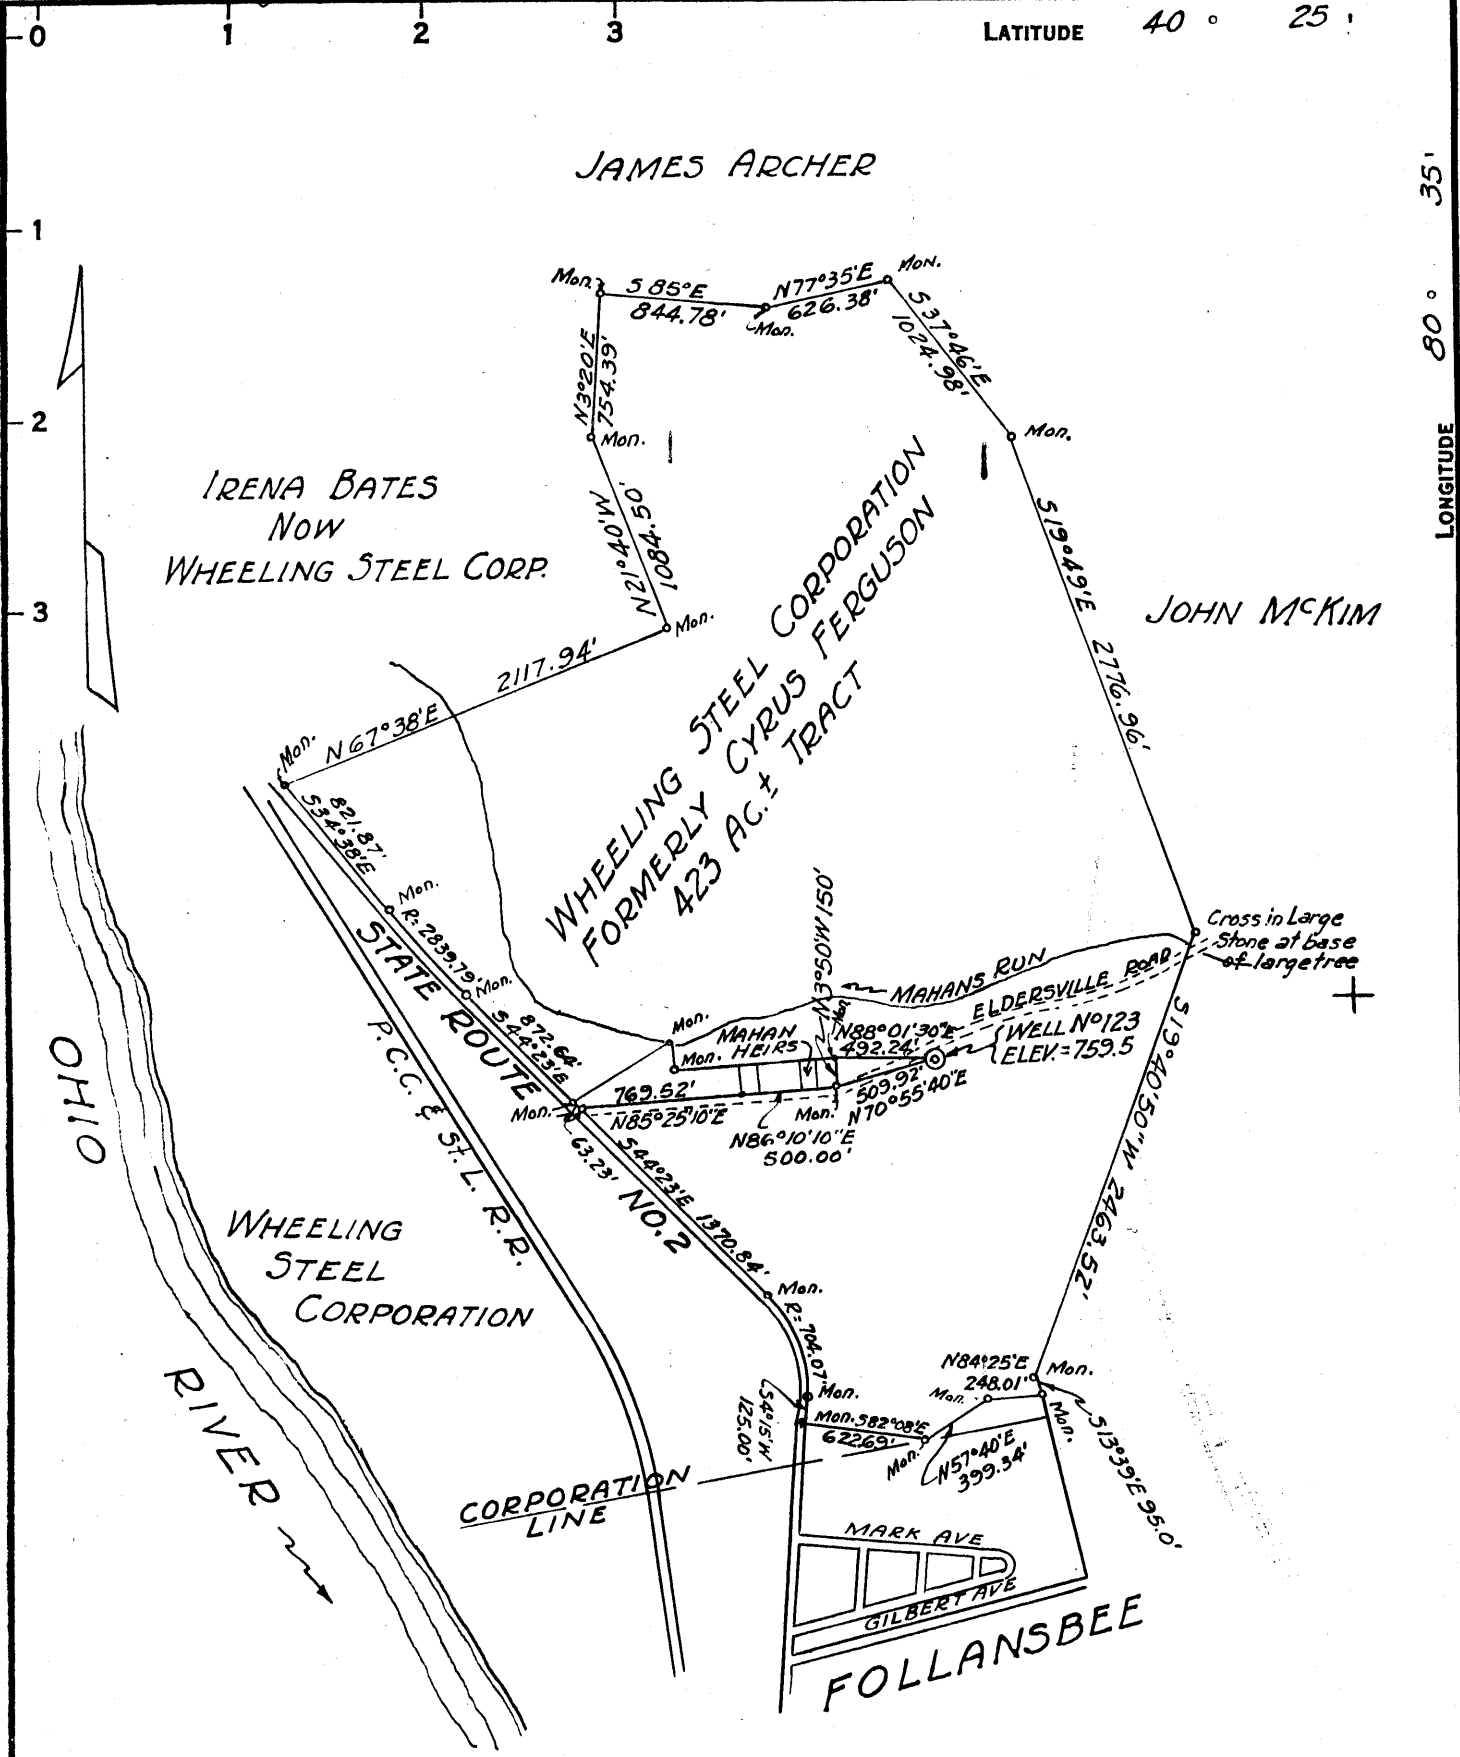 0 1 2 3 LATITUDE 40° 25'
LONGITUDE 80° 35'
1
2
3
JAMES ARCHER
Mon.
S 85°E
844.78'
Mon.
N77°35'E
626.38'
Mon.
S37°46'E
1024.98'
Mon.
N3°20'E
754.39'
Mon.
N21°40'W
1084.50'
Mon.
IRENA BATES
NOW
WHEELING STEEL CORP.
S19°49'E 2776.96'
JOHN McKIM
WHEELING STEEL CORPORATION
FORMERLY CYRUS FERGUSON
423 AC.± TRACT
N67°38'E 2117.94'
Mon.
821.87'
S34°38'E
Mon.
R=2839.79'
Mon.
872.64'
S44°23'E
STATE ROUTE NO.2
P.C.C. & St. L. R.R.
Cross in Large
Stone at base
of large tree
MAHANS RUN
ELDERSVILLE ROAD
N3°50'W 150'
Mon.
Mon.
Mon.
MAHAN
HEIRS
N88°01'30"E
492.24'
WELL Nº 123
ELEV.=759.5
Mon.
769.52'
N85°25'10"E
Mon.
509.92'
N70°55'40"E
N86°10'10"E
500.00'
63.23'
S44°23'E 1370.84'
Mon.
R=704.07'
Mon.
S19°40'50"W 2463.52'
OHIO
RIVER
WHEELING
STEEL
CORPORATION
S4°15'W
125.00'
Mon. S82°08'E
622.69'
Mon.
N57°40'E
399.34'
N84°25'E
248.01'
Mon.
Mon.
Mon.
S13°39'E 95.0'
CORPORATION
LINE
MARK AVE
GILBERT AVE
FOLLANSBEE